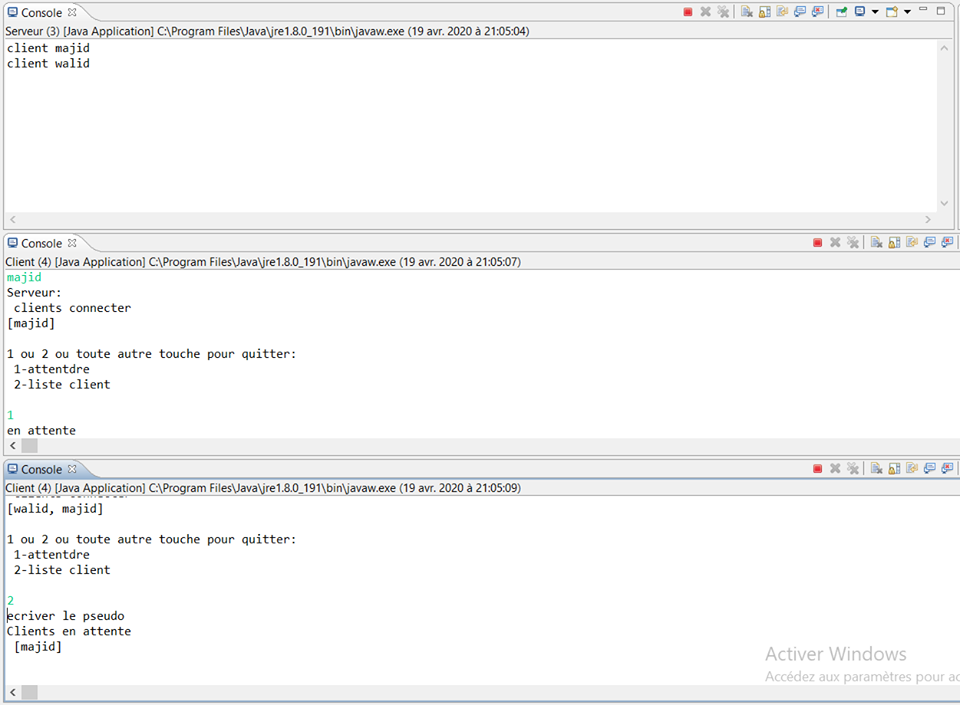 Console
Serveur (3) [Java Application] C:\Program Files\Java\jre1.8.0_191\bin\javaw.exe (19 avr. 2020 à 21:05:04)
client majid
client walid
Console
Client (4) [Java Application] C:\Program Files\Java\jre1.8.0_191\bin\javaw.exe (19 avr. 2020 à 21:05:07)
majid
Serveur:
clients connecter
[majid]
1 ou 2 ou toute autre touche pour quitter:
1-attentdre
2-liste client
1
en attente
Console
Client (4) [Java Application] C:\Program Files\Java\jre1.8.0_191\bin\javaw.exe (19 avr. 2020 à 21:05:09)
[walid, majid]
1 ou 2 ou toute autre touche pour quitter:
1-attentdre
2-liste client
2
ecriver le pseudo
Clients en attente
[majid]
Activer Windows
Accédez aux paramètres pour ac